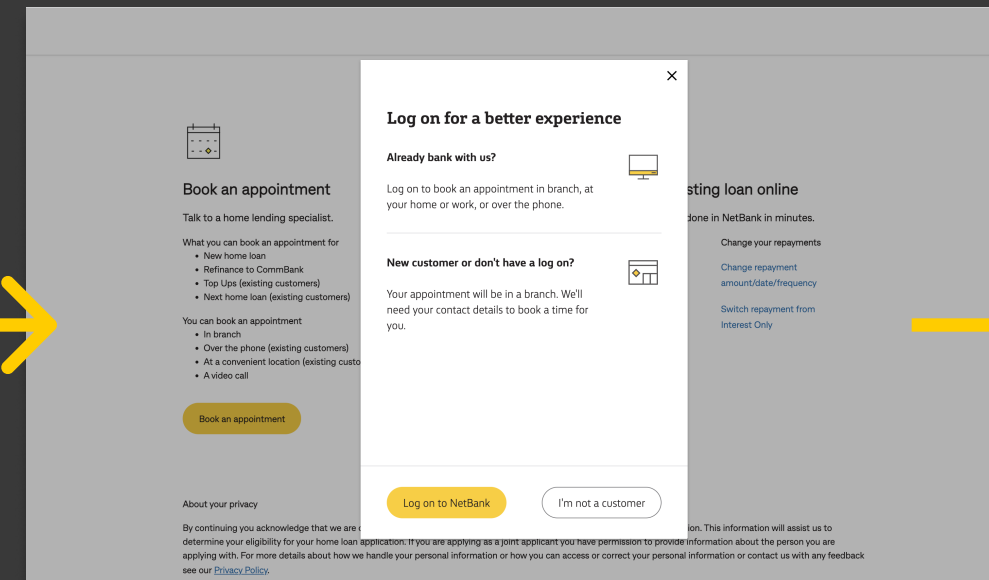 Log on for a better experience
Already bank with us?
Log on to book an appointment in branch, at
your home or work, or over the phone.
New customer or don't have a log on?
Your appointment will be in a branch. We'll
need your contact details to book a time for
you.
Log on to NetBank
I'm not a customer
Book an appointment
Talk to a home lending specialist.
What you can book an appointment for
• New home loan
• Refinance to CommBank
• Top Ups (existing customers)
• Next home loan (existing customers)
You can book an appointment
• In branch
• Over the phone (existing customers)
• At a convenient location (existing custo
• A video call
Book an appointment
sting loan online
done in NetBank in minutes.
Change your repayments
Change repayment
amount/date/frequency
Switch repayment from
Interest Only
About your privacy
By continuing you acknowledge that we are ion. This information will assist us to
determine your eligibility for your home loan application. If you are applying as a joint applicant you have permission to provide information about the person you are
applying with. For more details about how we handle your personal information or how you can access or correct your personal information or contact us with any feedback
see our Privacy Policy.